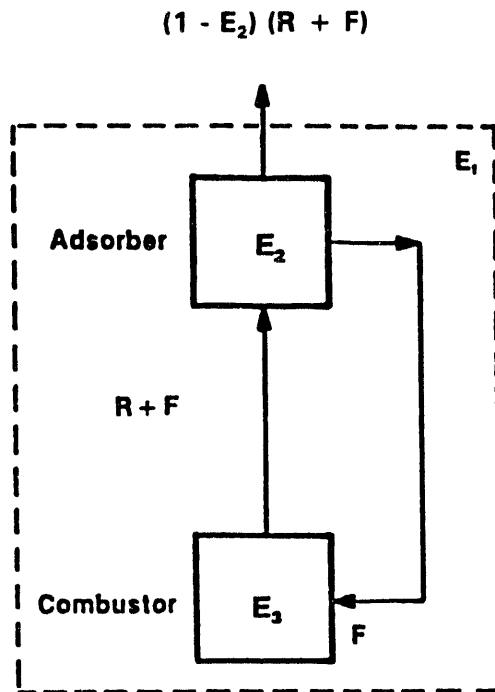 (1 - E₂) (R + F)
E₁
Adsorber
E₂
R + F
Combustor
E₃
F